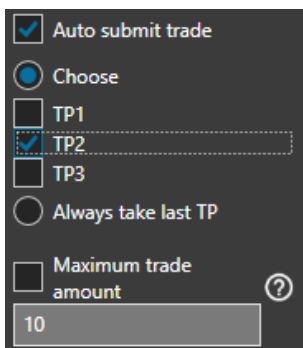 Auto submit trade
Choose
TP1
TP2
TP3
Always take last TP
Maximum trade
amount
?
10